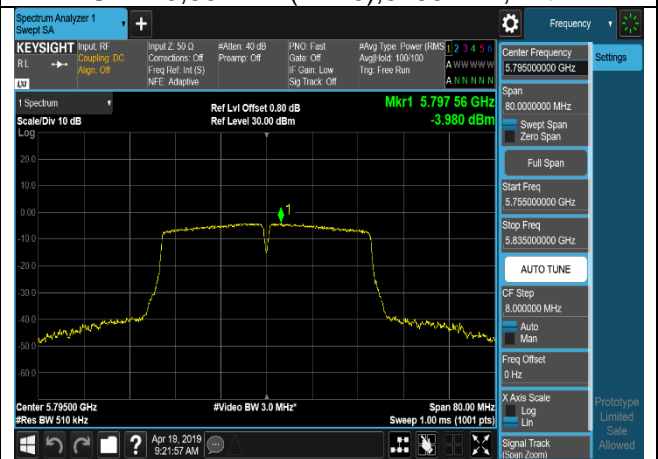 Spectrum Analyzer 1
Swept SA
Frequency
KEYSIGHT
RL
LXI
Input: RF
Coupling: DC
Align: Off
Input Z: 50 Ω
Corrections: Off
Freq Ref: Int (S)
NFE: Adaptive
#Atten: 40 dB
Preamp: Off
PNO: Fast
Gate: Off
IF Gain: Low
Sig Track: Off
#Avg Type: Power (RMS
Avg|Hold: 100/100
Trig: Free Run
1 2 3 4 5 6
A W W W W W
A N N N N N
1 Spectrum
Scale/Div 10 dB
Log
Ref Lvl Offset 0.80 dB
Ref Level 30.00 dBm
Mkr1 5.797 56 GHz
-3.980 dBm
20.0
10.0
0.00
-10.0
-20.0
-30.0
-40.0
-50.0
-60.0
1
Center 5.79500 GHz
#Res BW 510 kHz
#Video BW 3.0 MHz*
Span 80.00 MHz
Sweep 1.00 ms (1001 pts)
Apr 19, 2019
9:21:57 AM
Center Frequency
5.795000000 GHz
Settings
Span
80.0000000 MHz
Swept Span
Zero Span
Full Span
Start Freq
5.755000000 GHz
Stop Freq
5.835000000 GHz
AUTO TUNE
CF Step
8.000000 MHz
Auto
Man
Freq Offset
0 Hz
X Axis Scale
Log
Lin
Signal Track
(Span Zoom)
Prototype
Limited
Sale
Allowed